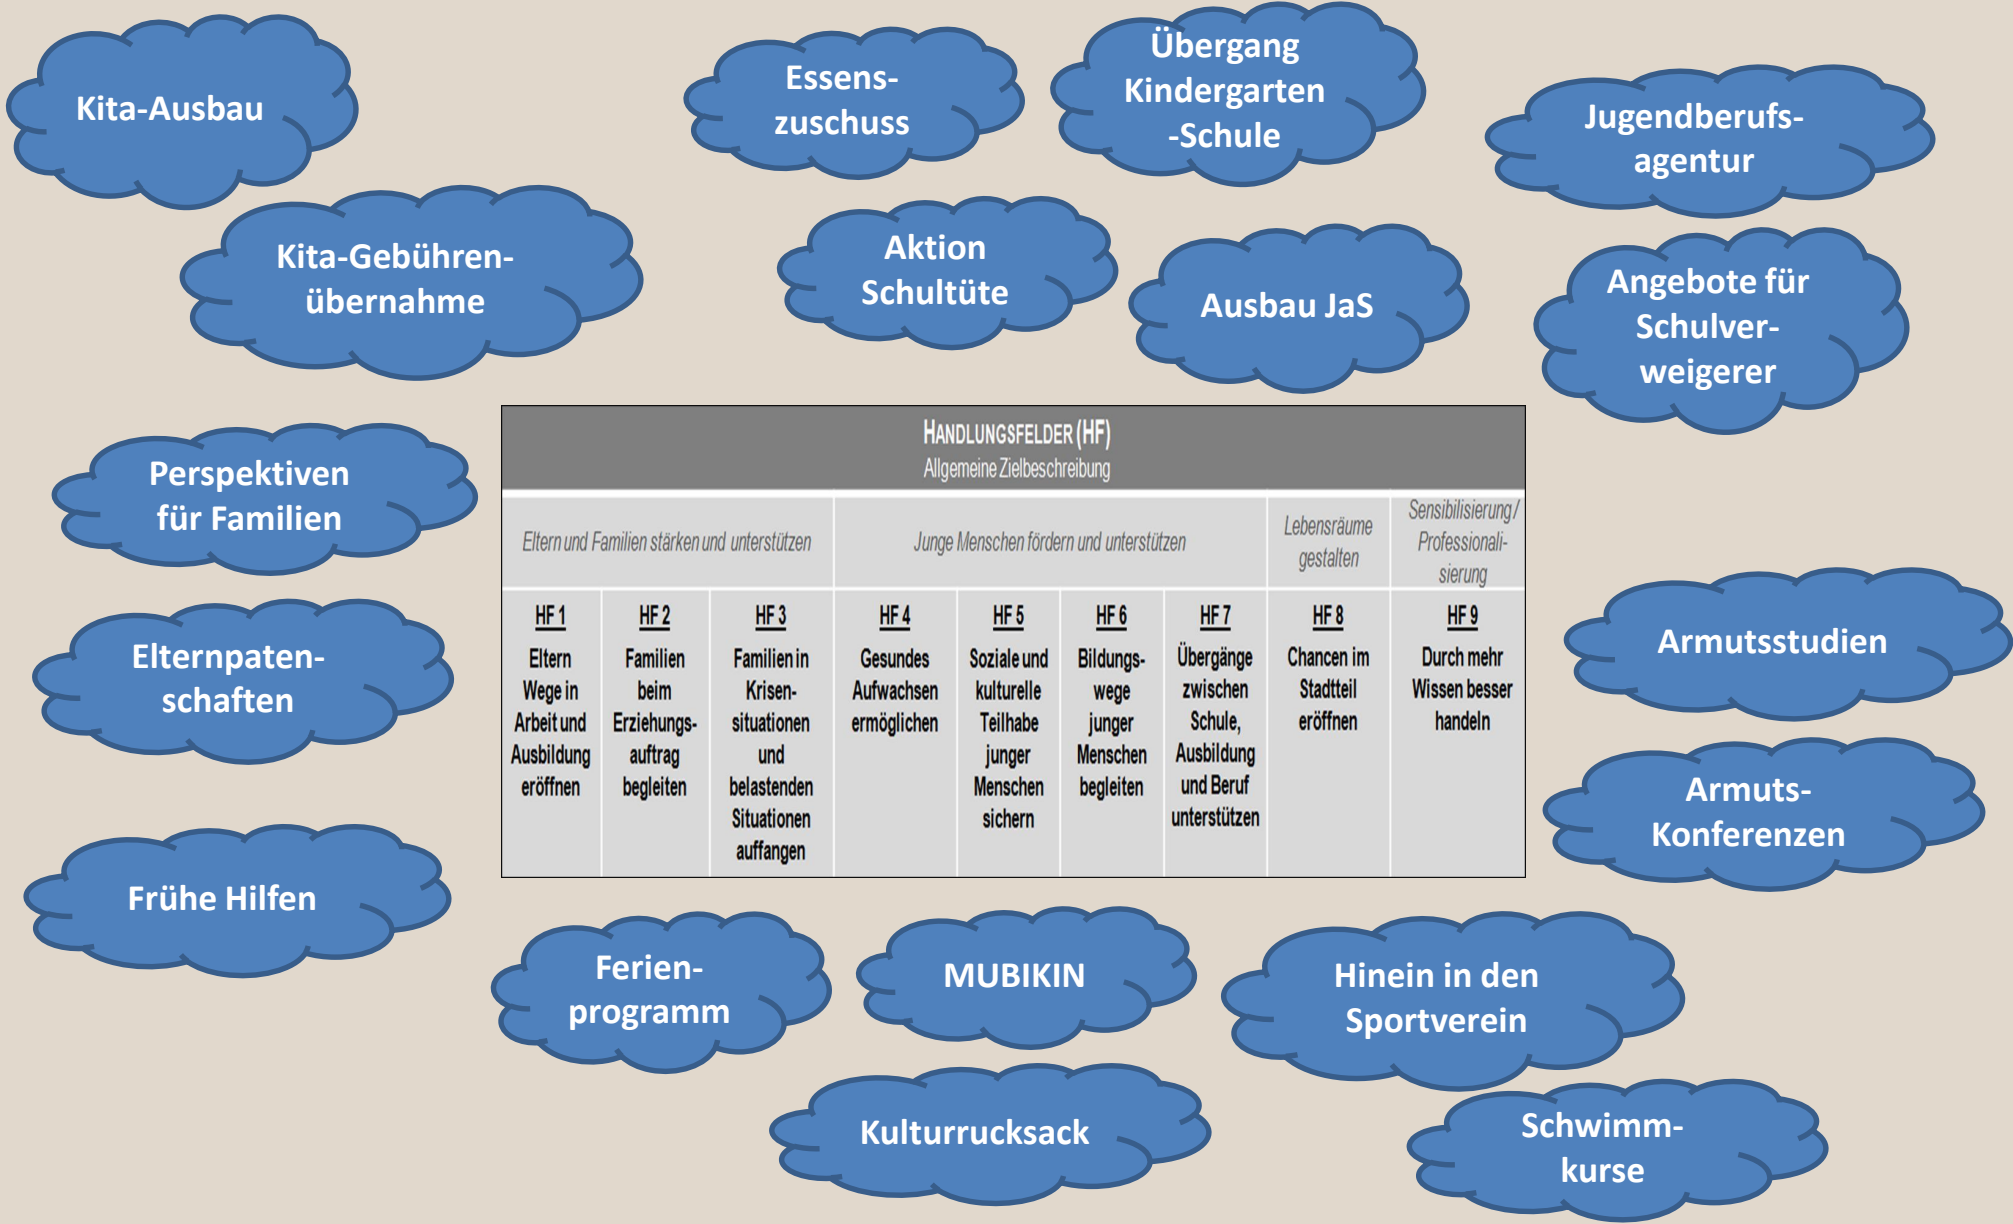 Kita-Ausbau
Essens-
zuschuss
Übergang
Kindergarten
-Schule
Jugendberufs-
agentur
Kita-Gebühren-
übernahme
Aktion
Schultüte
Ausbau JaS
Angebote für
Schulver-
weigerer
Perspektiven
für Familien
Elternpaten-
schaften
Frühe Hilfen
HANDLUNGSFELDER (HF)
Allgemeine Zielbeschreibung
Eltern und Familien stärken und unterstützen
Junge Menschen fördern und unterstützen
Lebensräume
gestalten
Sensibilisierung/
Professionali-
sierung
HF 1
Eltern
Wege in
Arbeit und
Ausbildung
eröffnen
HF 2
Familien
beim
Erziehungs-
auftrag
begleiten
HF 3
Familien in
Krisen-
situationen
und
belastenden
Situationen
auffangen
HF 4
Gesundes
Aufwachsen
ermöglichen
HF 5
Soziale und
kulturelle
Teilhabe
junger
Menschen
sichern
HF 6
Bildungs-
wege
junger
Menschen
begleiten
HF 7
Übergänge
zwischen
Schule,
Ausbildung
und Beruf
unterstützen
HF 8
Chancen im
Stadtteil
eröffnen
HF 9
Durch mehr
Wissen besser
handeln
Armutsstudien
Armuts-
Konferenzen
Ferien-
programm
MUBIKIN
Hinein in den
Sportverein
Kulturrucksack
Schwimm-
kurse